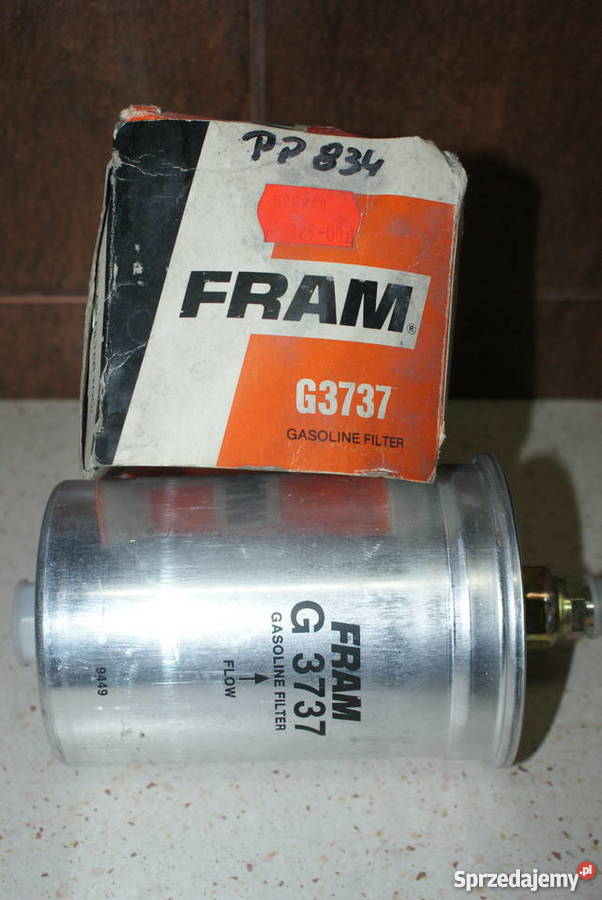 PP 834
FRAM®
G3737
GASOLINE FILTER
FRAM
G 3737
GASOLINE FILTER
FLOW
9449
Sprzedajemy.pl